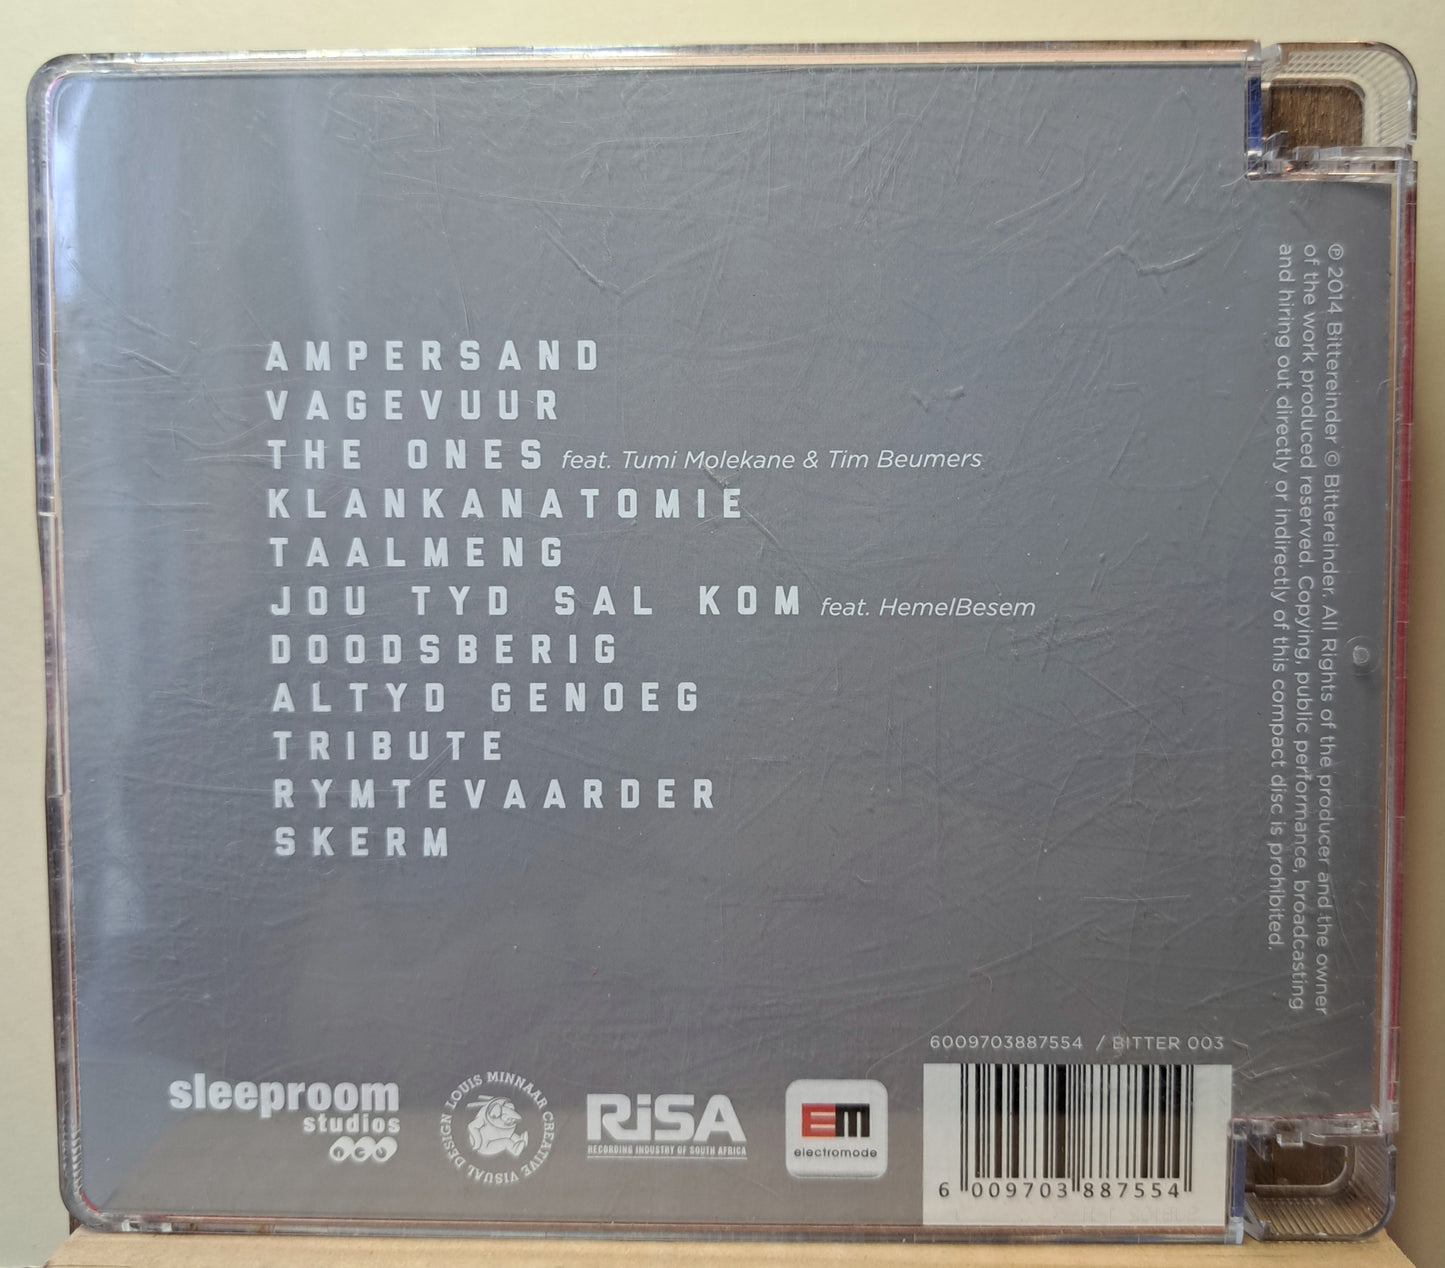 AMPERSAND
VAGEVUUR
THE ONES feat. Tumi Molekane & Tim Beumers
KLANKANATOMIE
TAALMENG
JOU TYD SAL KOM feat. HemelBesem
DOODSBERIG
ALTYD GENOEG
TRIBUTE
RYMTEVAARDER
SKERM
℗ 2014 Bittereinder © Bittereinder. All Rights of the producer and the owner
of the work produced reserved. Copying, public performance, broadcasting
and hiring out directly or indirectly of this compact disc is prohibited.
6009703887554 / BITTER 003
sleeproom
studios
LOUIS MINNAAR CREATIVE VISUAL DESIGN
RiSA
RECORDING INDUSTRY OF SOUTH AFRICA
EM
electromode
6 009703 887554